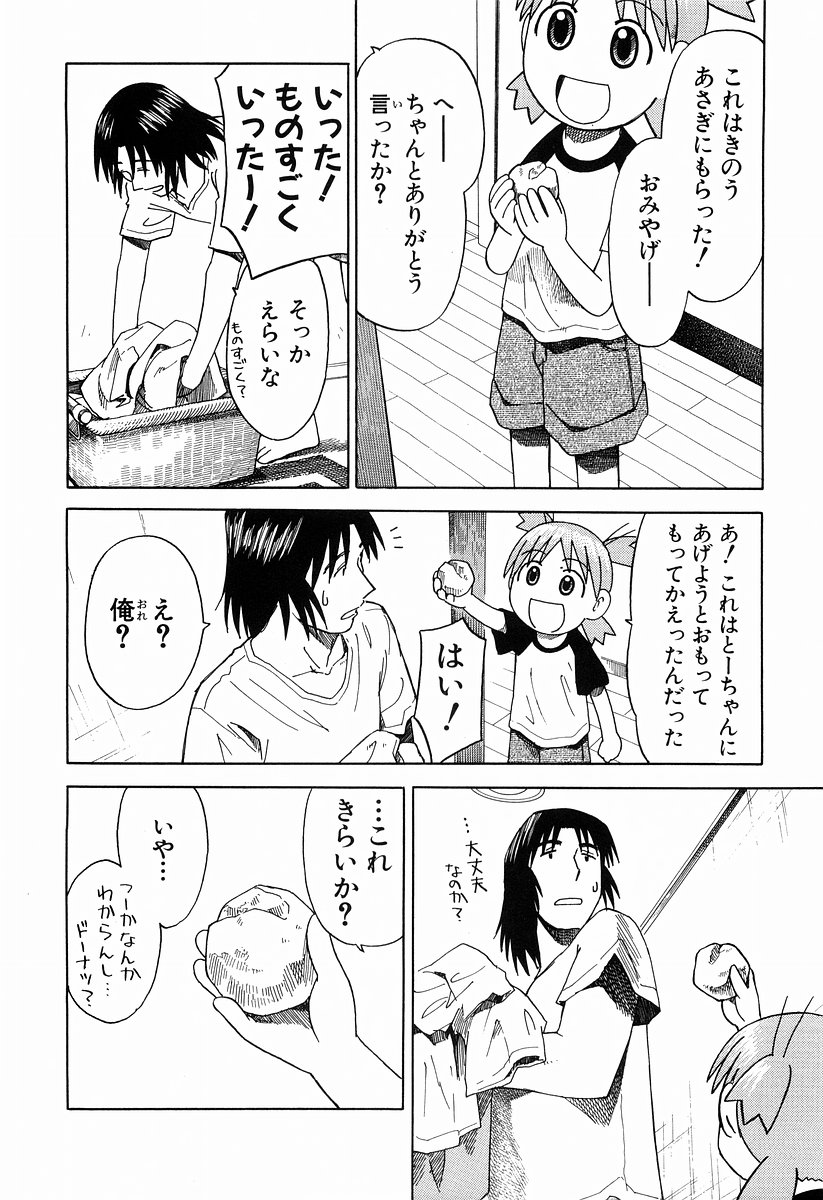 これはきのう
あさぎにもらった！
おみやげ――
へ――
ちゃんとありがとう
言ったか？
いった！
ものすごく
いったー！
そっか
えらいな
ものすごく？
あ！これはとーちゃんに
あげようとおもって
もってかえったんだった
はい！
え？
俺？
…大丈夫
なのか？
…これ
きらいか？
いや…
つーかなんか
わからんし…
ドーナツ？